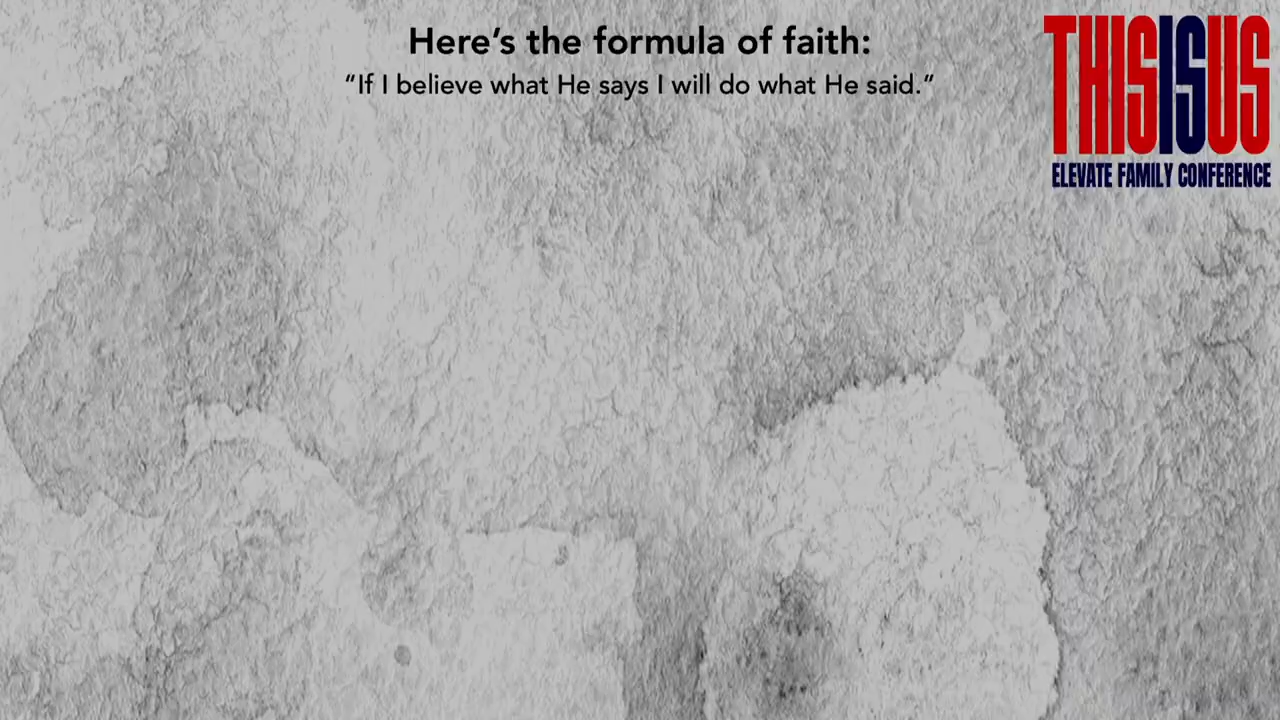 Here’s the formula of faith:
“If I believe what He says I will do what He said.”
THISISUS
ELEVATE FAMILY CONFERENCE